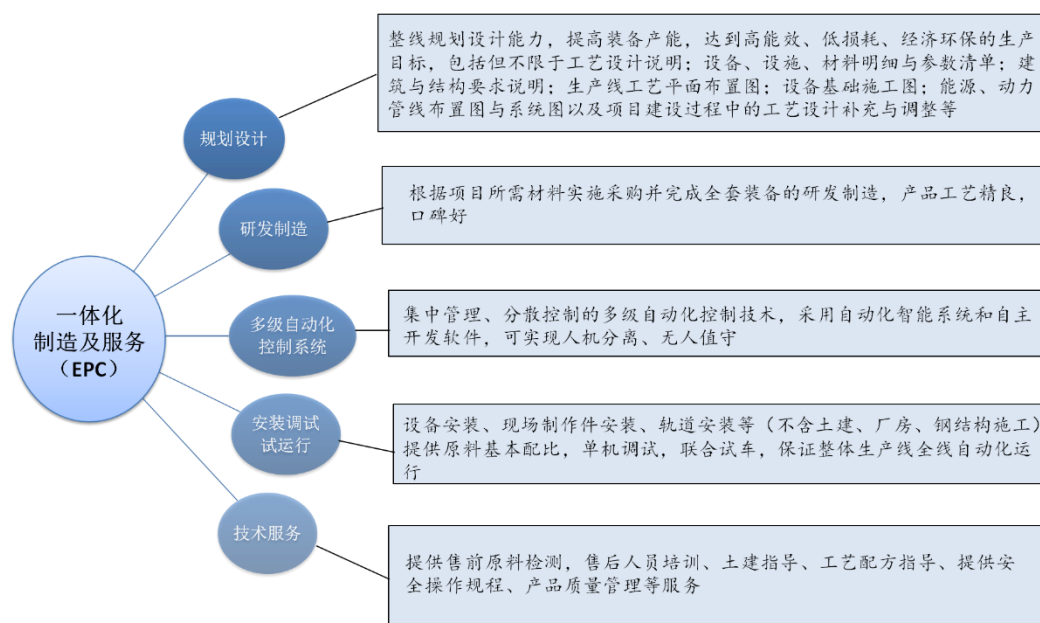 整线规划设计能力，提高装备产能，达到高能效、低损耗、经济环保的生产
目标，包括但不限于工艺设计说明；设备、设施、材料明细与参数清单；建
筑与结构要求说明；生产线工艺平面布置图；设备基础施工图；能源、动力
管线布置图与系统图以及项目建设过程中的工艺设计补充与调整等
规划设计
根据项目所需材料实施采购并完成全套装备的研发制造，产品工艺精良，
口碑好
研发制造
一体化
制造及服务
（EPC）
集中管理、分散控制的多级自动化控制技术，采用自动化智能系统和自主
开发软件，可实现人机分离、无人值守
多级自动化
控制系统
设备安装、现场制作件安装、轨道安装等（不含土建、厂房、钢结构施工）
提供原料基本配比，单机调试，联合试车，保证整体生产线全线自动化运
行
安装调试
试运行
技术服务
提供售前原料检测，售后人员培训、土建指导、工艺配方指导、提供安
全操作规程、产品质量管理等服务